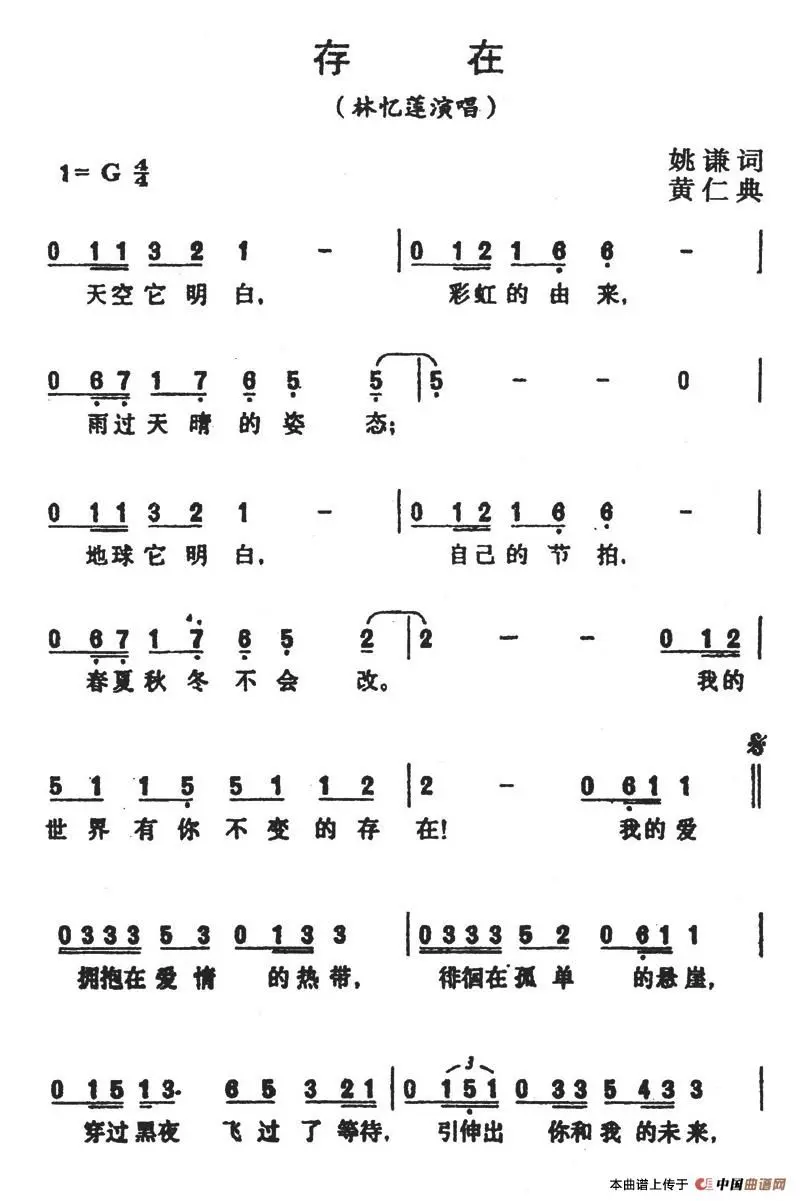 存 在
（林忆莲演唱）
1=G 4/4
姚谦词
黄仁典
0 1 1 3 2 1 - | 0 1 2 1 6 6 - |
天空它明白, 彩虹的由来,
0 6 7 1 7 6 5 5 | 5 - - 0 |
雨过天晴的姿态;
0 1 1 3 2 1 - | 0 1 2 1 6 6 - |
地球它明白, 自己的节拍.
0 6 7 1 7 6 5 2 | 2 - - 0 1 2 |
春夏秋冬不会改。 我的
5 1 1 5 5 1 1 2 | 2 - 0 6 1 1 ||
世界有你不变的存在! 我的爱
0 3 3 3 5 3 0 1 3 3 | 0 3 3 3 5 2 0 6 1 1 |
拥抱在爱情的热带, 徘徊在孤单的悬崖,
3
0 1 5 1 3. 6 5 3 2 1 | 0 1 5 1 0 3 3 5 4 3 3 |
穿过黑夜飞过了等待, 引伸出你和我的未来,
本曲谱上传于 中国曲谱网